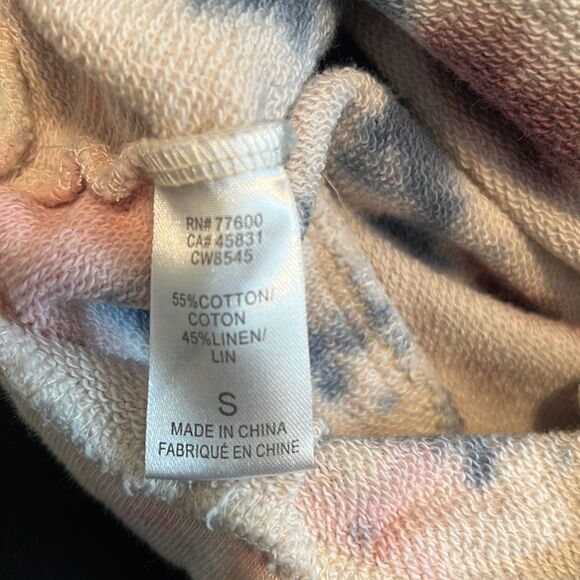 RN# 77600
CA# 45831
CW8545
55%COTTON/
COTON
45%LINEN/
LIN
S
MADE IN CHINA
FABRIQUÉ EN CHINE